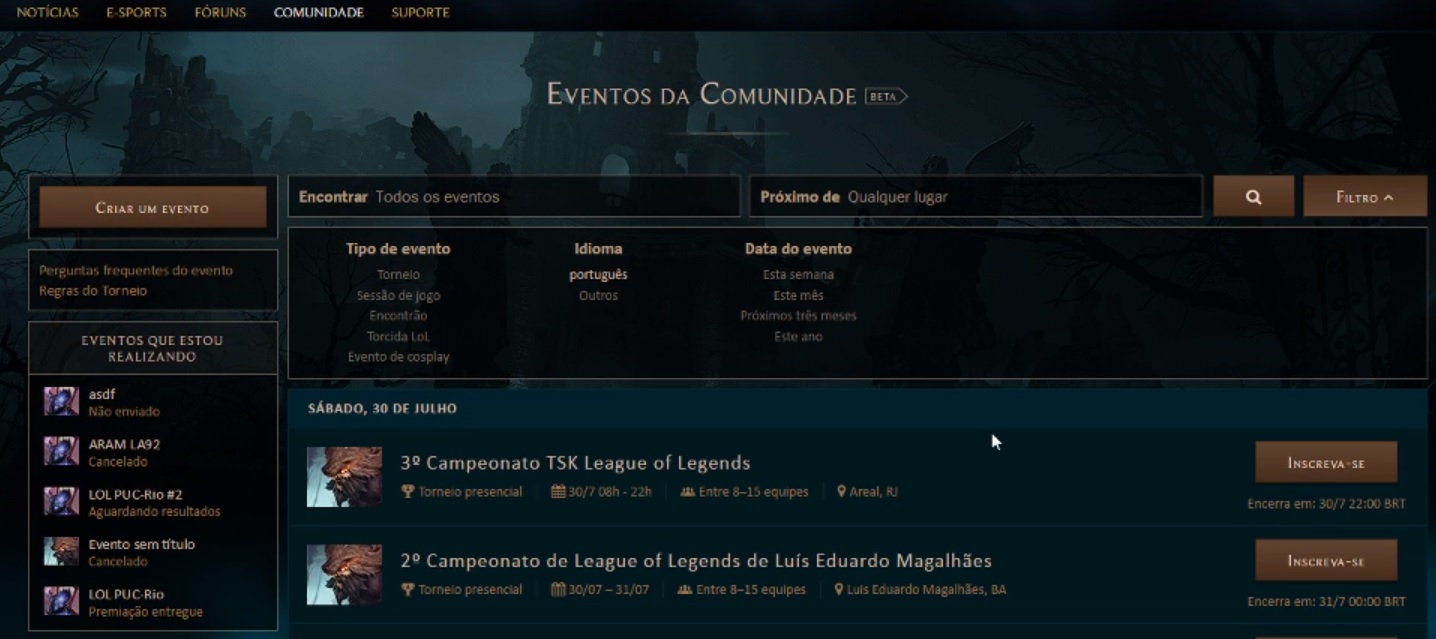 NOTÍCIAS E-SPORTS FÓRUNS COMUNIDADE SUPORTE
EVENTOS DA COMUNIDADE BETA
CRIAR UM EVENTO
Perguntas frequentes do evento
Regras do Torneio
EVENTOS QUE ESTOU
REALIZANDO
asdf
Não enviado
ARAM LA92
Cancelado
LOL PUC-Rio #2
Aguardando resultados
Evento sem título
Cancelado
LOL PUC-Rio
Premiação entregue
Encontrar Todos os eventos
Próximo de Qualquer lugar
FILTRO
Tipo de evento
Torneio
Sessão de jogo
Encontrão
Torcida LoL
Evento de cosplay
Idioma
português
Outros
Data do evento
Esta semana
Este mês
Próximos três meses
Este ano
SÁBADO, 30 DE JULHO
3º Campeonato TSK League of Legends
Torneio presencial 30/7 08h - 22h Entre 8–15 equipes Areal, RJ
INSCREVA-SE
Encerra em: 30/7 22:00 BRT
2º Campeonato de League of Legends de Luís Eduardo Magalhães
Torneio presencial 30/07 – 31/07 Entre 8–15 equipes Luis Eduardo Magalhães, BA
INSCREVA-SE
Encerra em: 31/7 00:00 BRT